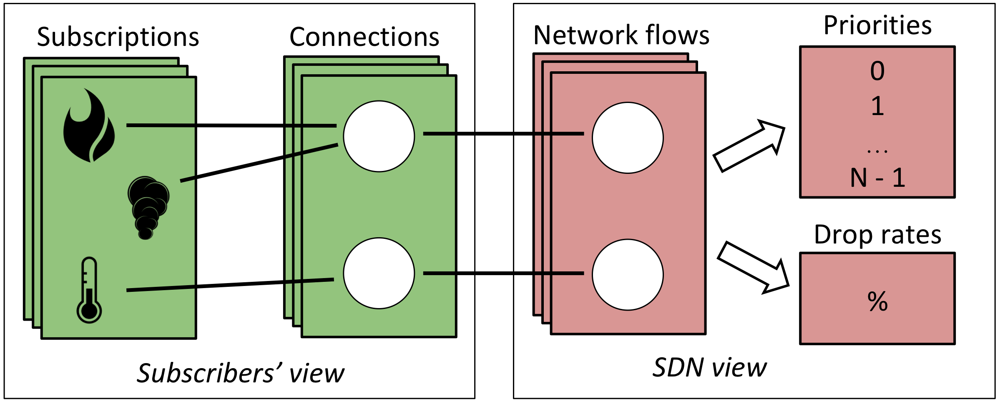 Subscriptions
Connections
Subscribers’ view
Network flows
Priorities
0
1
...
N - 1
Drop rates
%
SDN view